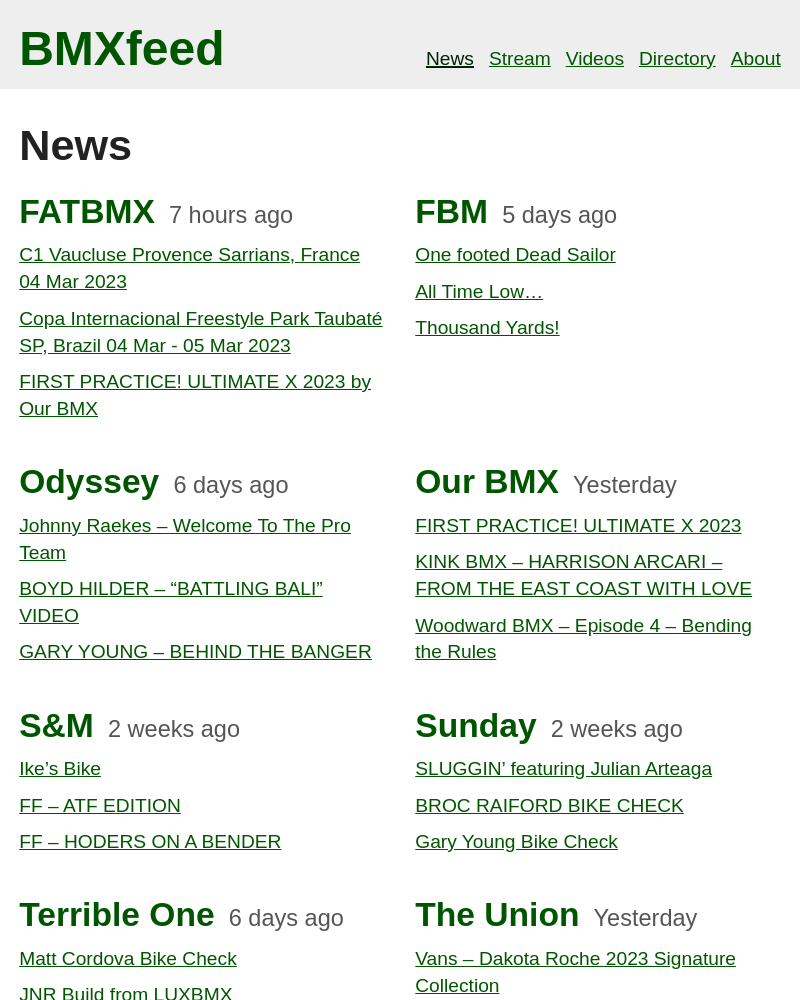 BMXfeed
News Stream Videos Directory About
News
FATBMX 7 hours ago
C1 Vaucluse Provence Sarrians, France
04 Mar 2023
Copa Internacional Freestyle Park Taubaté
SP, Brazil 04 Mar - 05 Mar 2023
FIRST PRACTICE! ULTIMATE X 2023 by
Our BMX
FBM 5 days ago
One footed Dead Sailor
All Time Low…
Thousand Yards!
Odyssey 6 days ago
Johnny Raekes – Welcome To The Pro
Team
BOYD HILDER – “BATTLING BALI”
VIDEO
GARY YOUNG – BEHIND THE BANGER
Our BMX Yesterday
FIRST PRACTICE! ULTIMATE X 2023
KINK BMX – HARRISON ARCARI –
FROM THE EAST COAST WITH LOVE
Woodward BMX – Episode 4 – Bending
the Rules
S&M 2 weeks ago
Ike’s Bike
FF – ATF EDITION
FF – HODERS ON A BENDER
Sunday 2 weeks ago
SLUGGIN’ featuring Julian Arteaga
BROC RAIFORD BIKE CHECK
Gary Young Bike Check
Terrible One 6 days ago
Matt Cordova Bike Check
JNR Build from LUXBMX
The Union Yesterday
Vans – Dakota Roche 2023 Signature
Collection